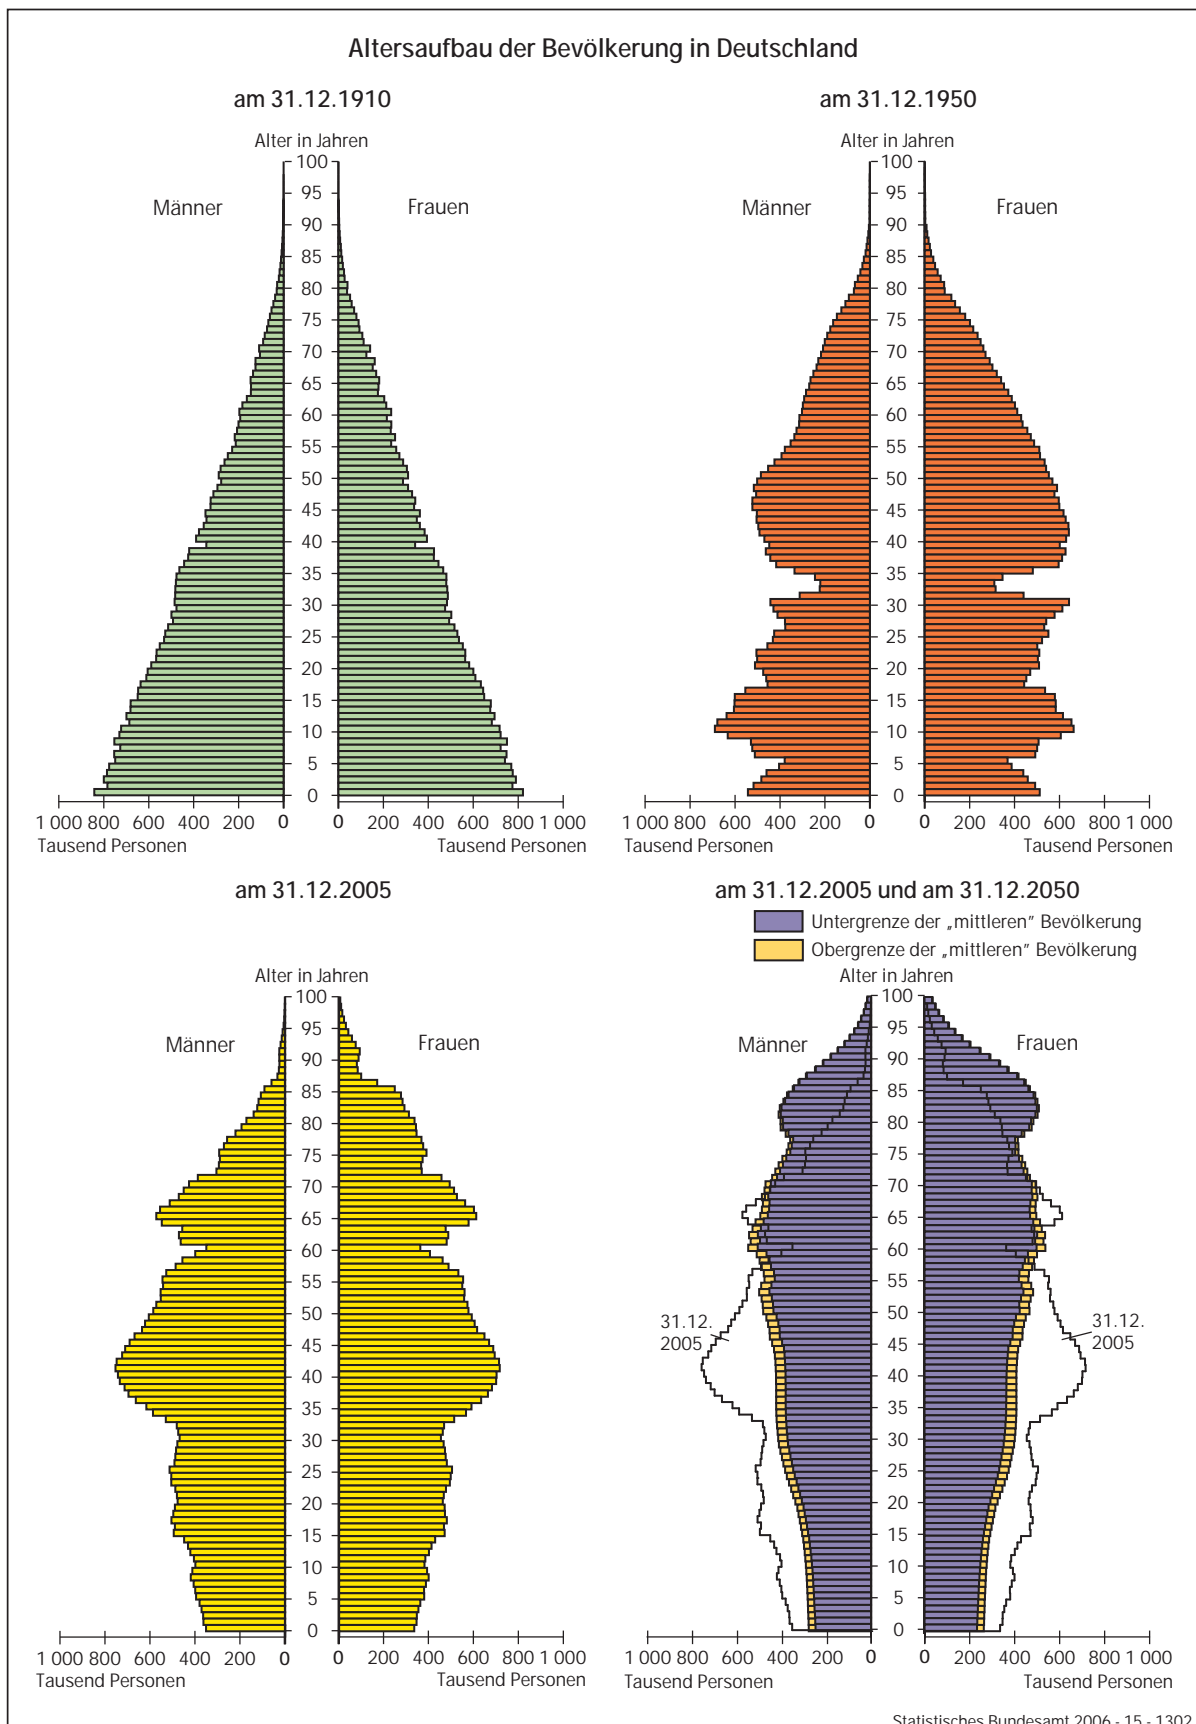 Altersaufbau der Bevölkerung in Deutschland
am 31.12.1910
Alter in Jahren
Männer
Frauen
100
95
90
85
80
75
70
65
60
55
50
45
40
35
30
25
20
15
10
5
0
1 000 800 600 400 200 0
0 200 400 600 800 1 000
Tausend Personen
Tausend Personen
am 31.12.1950
Alter in Jahren
Männer
Frauen
100
95
90
85
80
75
70
65
60
55
50
45
40
35
30
25
20
15
10
5
0
1 000 800 600 400 200 0
0 200 400 600 800 1 000
Tausend Personen
Tausend Personen
am 31.12.2005
Alter in Jahren
Männer
Frauen
100
95
90
85
80
75
70
65
60
55
50
45
40
35
30
25
20
15
10
5
0
1 000 800 600 400 200 0
0 200 400 600 800 1 000
Tausend Personen
Tausend Personen
am 31.12.2005 und am 31.12.2050
Untergrenze der „mittleren” Bevölkerung
Obergrenze der „mittleren” Bevölkerung
Alter in Jahren
Männer
Frauen
100
95
90
85
80
75
70
65
60
55
50
45
40
35
30
25
20
15
10
5
0
31.12.
2005
31.12.
2005
1 000 800 600 400 200 0
0 200 400 600 800 1 000
Tausend Personen
Tausend Personen
Statistisches Bundesamt 2006 - 15 - 1302